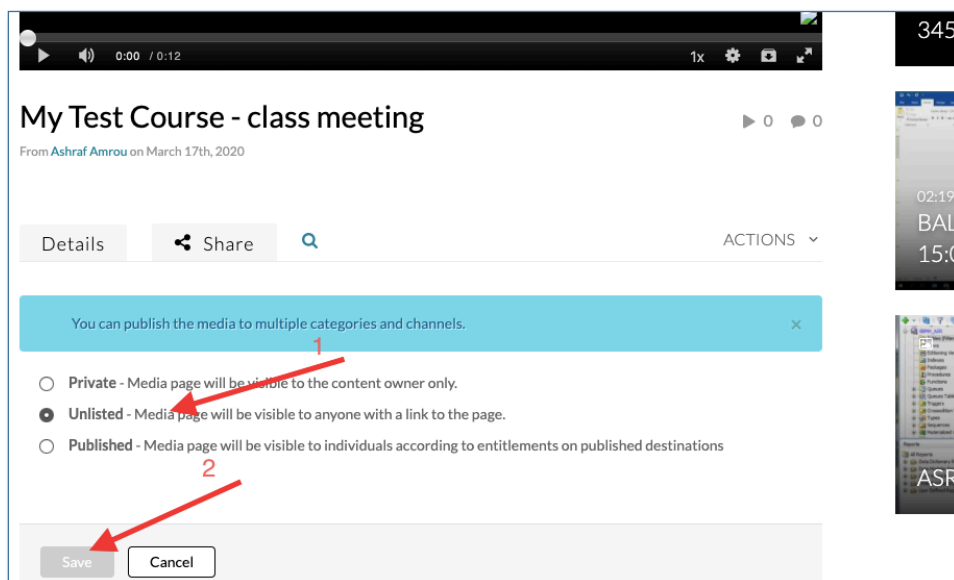 345
0:00 / 0:12
1x
My Test Course - class meeting
0 0
From Ashraf Amrou on March 17th, 2020
02:19
BAL
15:0
Details Share ACTIONS
You can publish the media to multiple categories and channels.
1
Private - Media page will be visible to the content owner only.
Unlisted - Media page will be visible to anyone with a link to the page.
Published - Media page will be visible to individuals according to entitlements on published destinations
2
ASR
Save Cancel